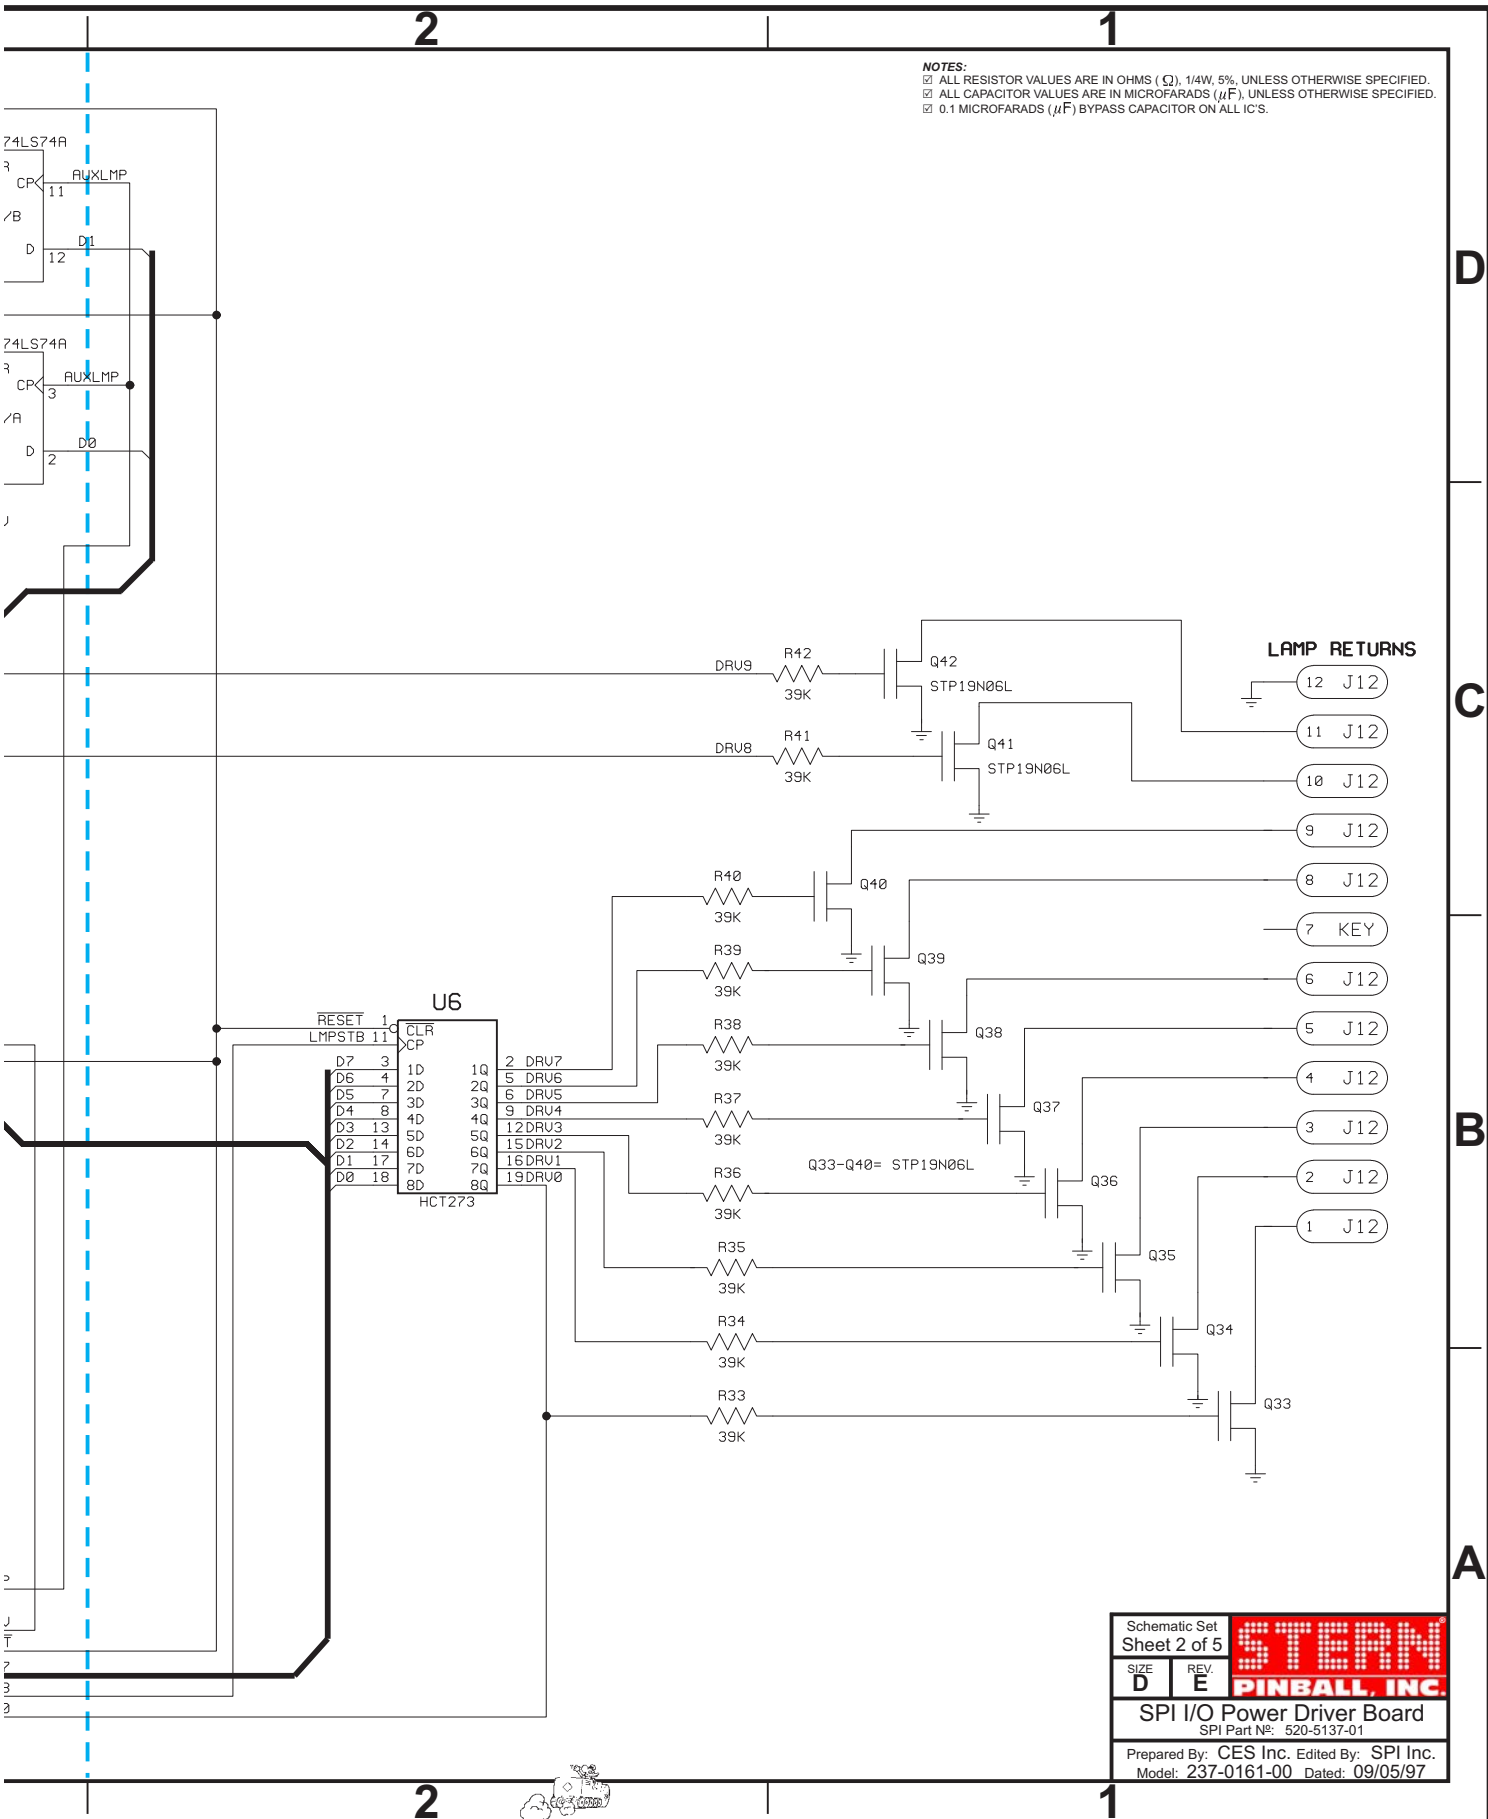 2
1
NOTES:
☑ ALL RESISTOR VALUES ARE IN OHMS ( Ω), 1/4W, 5%, UNLESS OTHERWISE SPECIFIED.
☑ ALL CAPACITOR VALUES ARE IN MICROFARADS (μF), UNLESS OTHERWISE SPECIFIED.
☑ 0.1 MICROFARADS (μF) BYPASS CAPACITOR ON ALL IC'S.
74LS74A
CP
11
AUXLMP
/B
D
12
D1
D
74LS74A
CP
3
AUXLMP
/A
D
2
D0
LAMP RETURNS
DRV9
R42
39K
Q42
STP19N06L
12 J12
C
11 J12
DRV8
R41
39K
Q41
STP19N06L
10 J12
9 J12
R40
39K
Q40
8 J12
7 KEY
R39
39K
Q39
6 J12
U6
RESET 1
CLR
LMPSTB 11
CP
R38
39K
Q38
5 J12
D7 3 1D 1Q 2 DRV7
D6 4 2D 2Q 5 DRV6
D5 7 3D 3Q 6 DRV5
D4 8 4D 4Q 9 DRV4
D3 13 5D 5Q 12 DRV3
D2 14 6D 6Q 15 DRV2
D1 17 7D 7Q 16 DRV1
D0 18 8D 8Q 19 DRV0
HCT273
4 J12
R37
39K
Q37
3 J12
B
Q33-Q40= STP19N06L
R36
39K
Q36
2 J12
1 J12
R35
39K
Q35
R34
39K
Q34
R33
39K
Q33
A
Schematic Set
Sheet 2 of 5
SIZE
D
REV.
E
STERN®
PINBALL, INC.
SPI I/O Power Driver Board
SPI Part Nº: 520-5137-01
Prepared By: CES Inc. Edited By: SPI Inc.
Model: 237-0161-00 Dated: 09/05/97
2
1